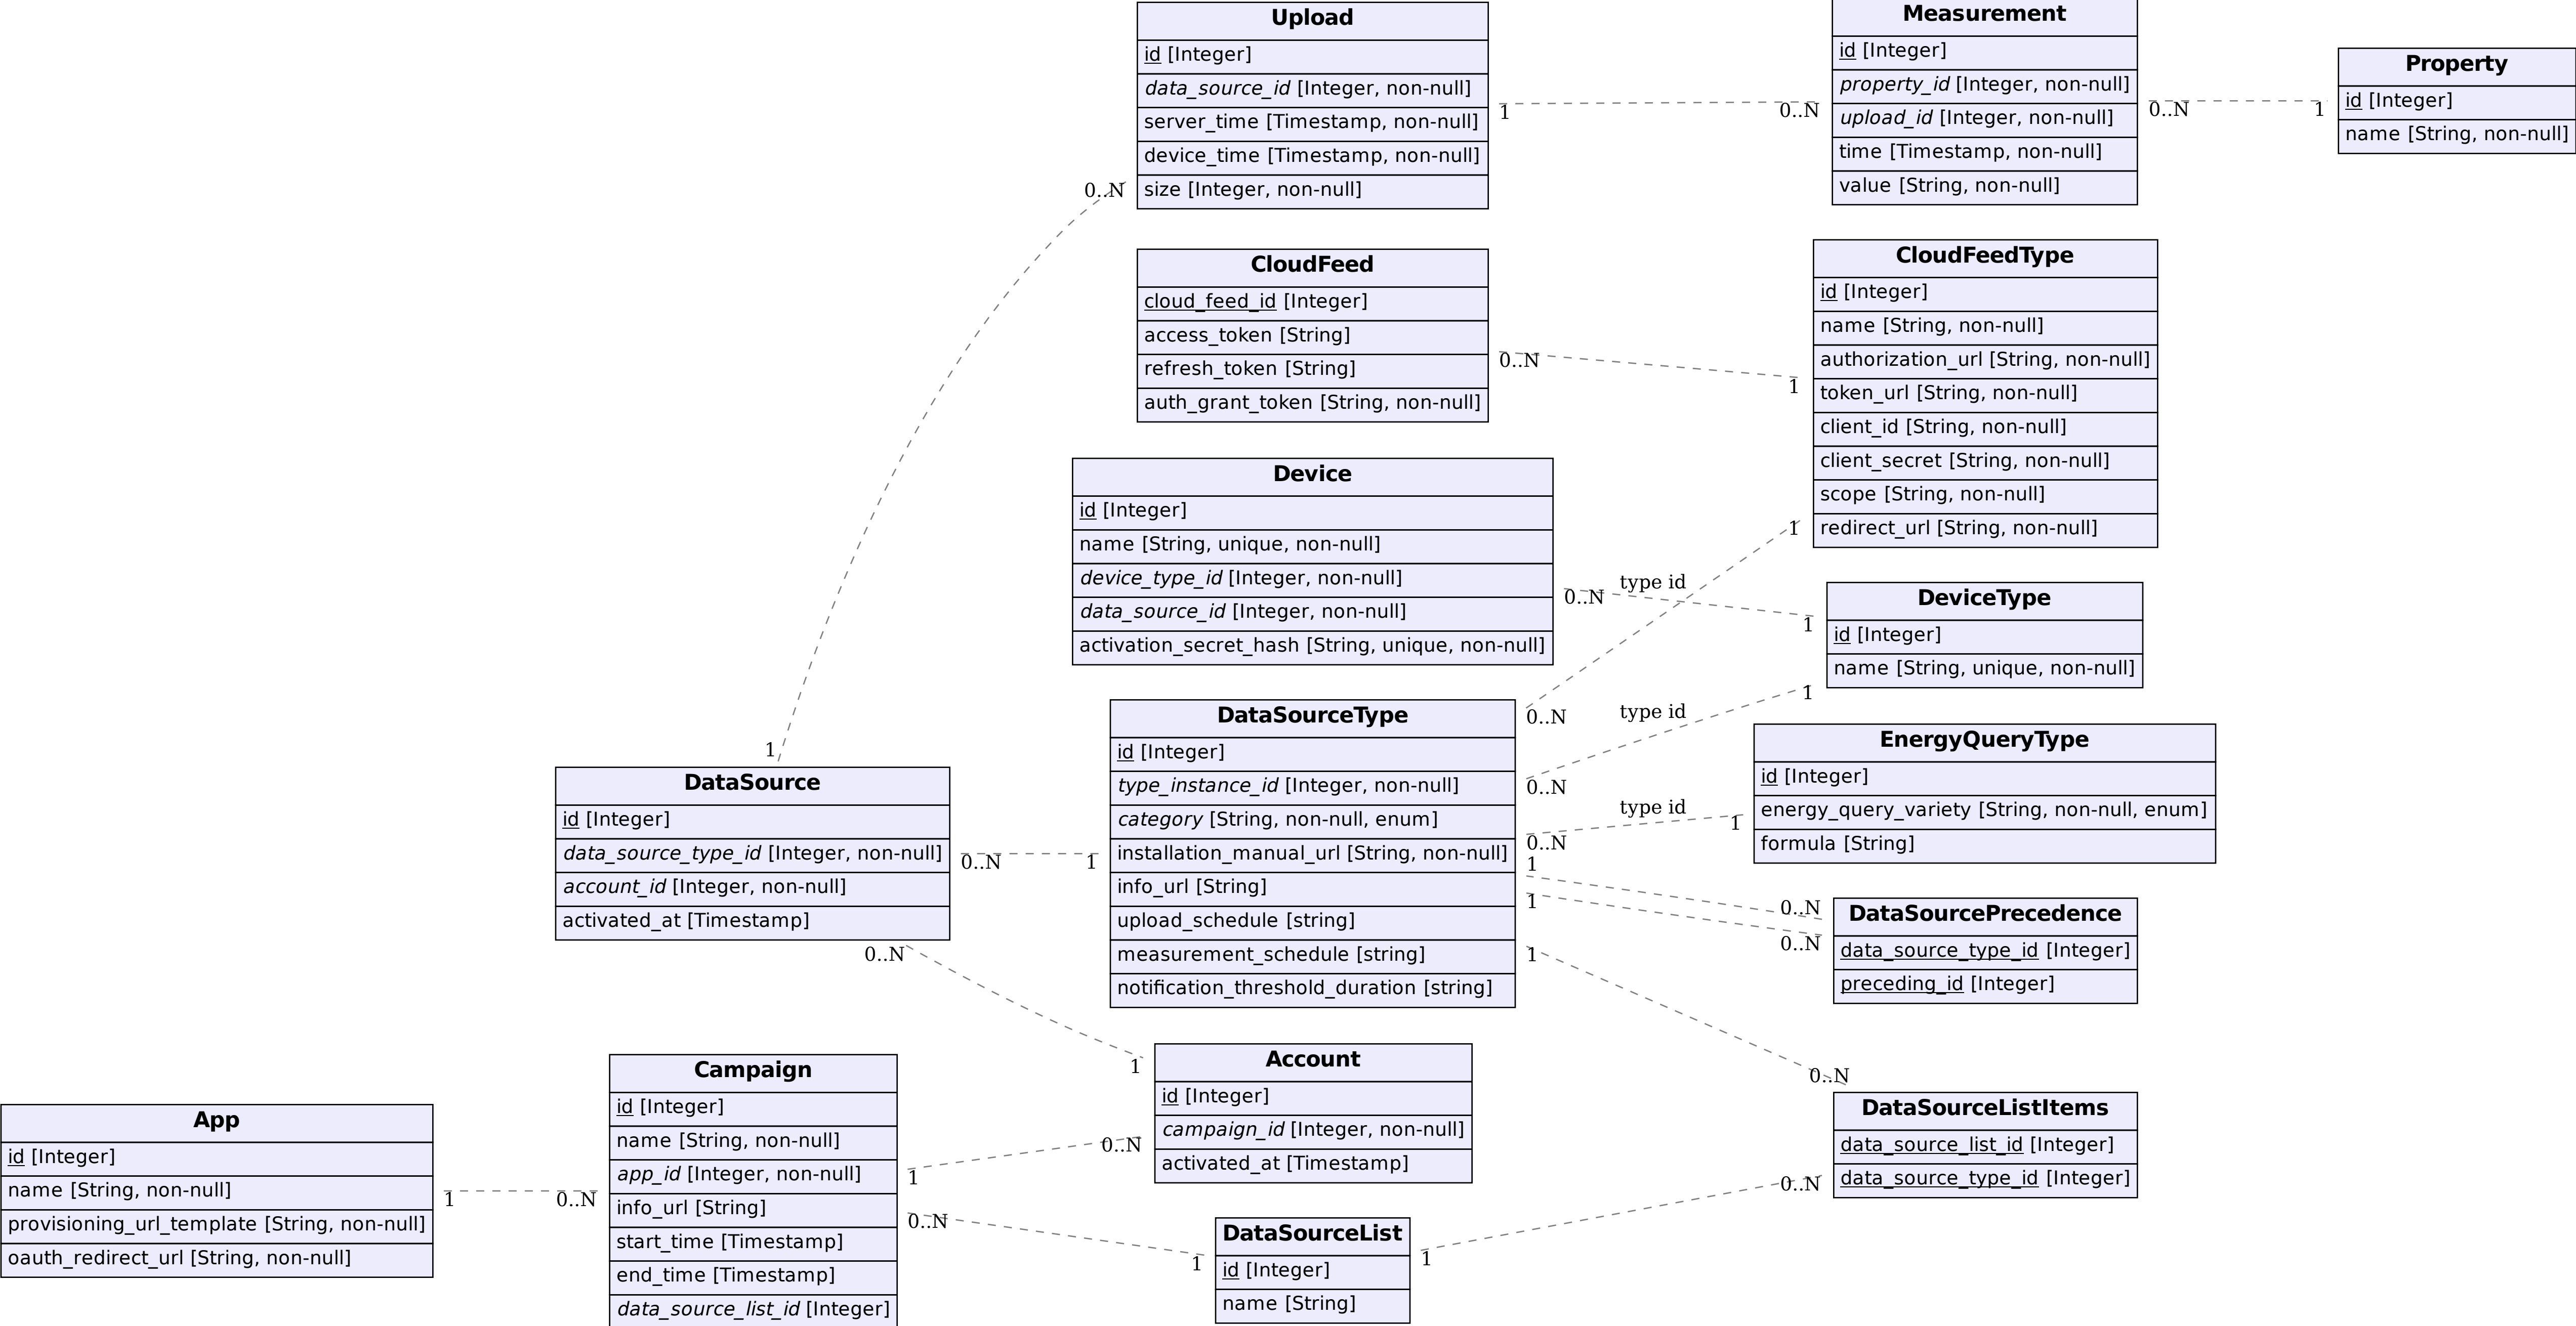 Upload
id [Integer]
data_source_id [Integer, non-null]
server_time [Timestamp, non-null]
device_time [Timestamp, non-null]
size [Integer, non-null]
Measurement
id [Integer]
property_id [Integer, non-null]
upload_id [Integer, non-null]
time [Timestamp, non-null]
value [String, non-null]
Property
id [Integer]
name [String, non-null]
1
0..N
0..N
1
0..N
CloudFeed
cloud_feed_id [Integer]
access_token [String]
refresh_token [String]
auth_grant_token [String, non-null]
0..N
1
CloudFeedType
id [Integer]
name [String, non-null]
authorization_url [String, non-null]
token_url [String, non-null]
client_id [String, non-null]
client_secret [String, non-null]
scope [String, non-null]
redirect_url [String, non-null]
1
Device
id [Integer]
name [String, unique, non-null]
device_type_id [Integer, non-null]
data_source_id [Integer, non-null]
activation_secret_hash [String, unique, non-null]
type id
0..N
1
DeviceType
id [Integer]
name [String, unique, non-null]
1
DataSourceType
id [Integer]
type_instance_id [Integer, non-null]
category [String, non-null, enum]
installation_manual_url [String, non-null]
info_url [String]
upload_schedule [string]
measurement_schedule [string]
notification_threshold_duration [string]
0..N
type id
0..N
type id
0..N
1
1
1
1
EnergyQueryType
id [Integer]
energy_query_variety [String, non-null, enum]
formula [String]
0..N
0..N
DataSourcePrecedence
data_source_type_id [Integer]
preceding_id [Integer]
1
DataSource
id [Integer]
data_source_type_id [Integer, non-null]
account_id [Integer, non-null]
activated_at [Timestamp]
0..N
1
0..N
1
Account
id [Integer]
campaign_id [Integer, non-null]
activated_at [Timestamp]
0..N
DataSourceListItems
data_source_list_id [Integer]
data_source_type_id [Integer]
0..N
App
id [Integer]
name [String, non-null]
provisioning_url_template [String, non-null]
oauth_redirect_url [String, non-null]
1
0..N
Campaign
id [Integer]
name [String, non-null]
app_id [Integer, non-null]
info_url [String]
start_time [Timestamp]
end_time [Timestamp]
data_source_list_id [Integer]
1
0..N
0..N
1
DataSourceList
id [Integer]
name [String]
1